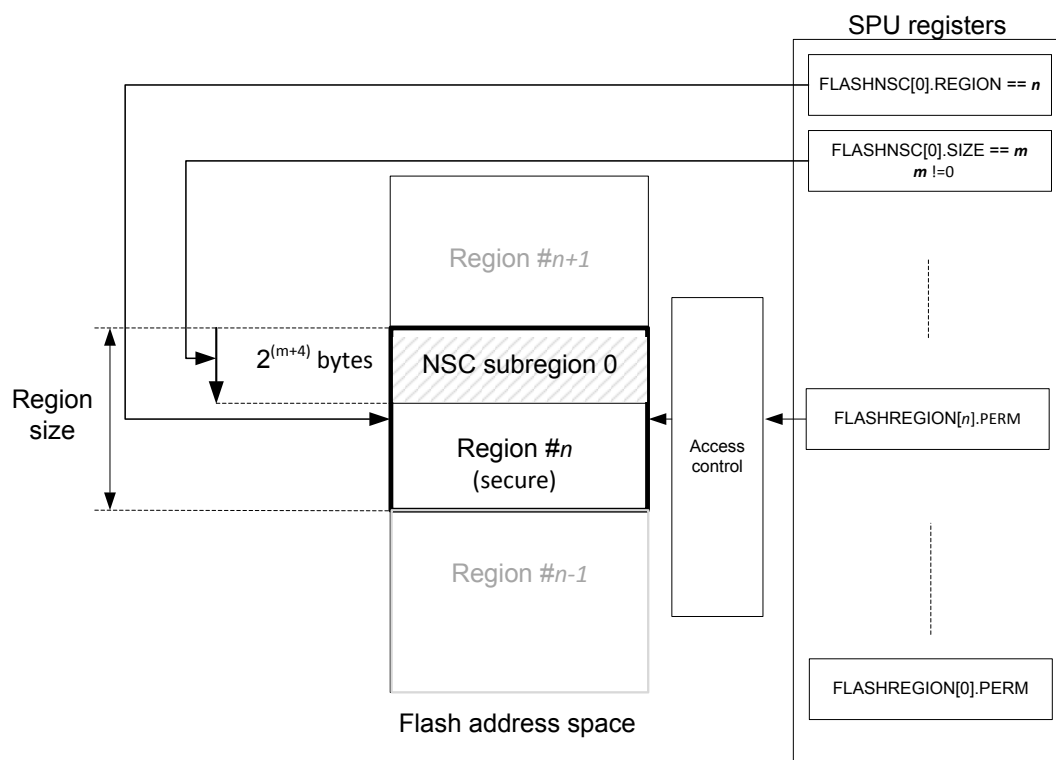 SPU registers
FLASHNSC[0].REGION == n
FLASHNSC[0].SIZE == m
m !=0
Region #n+1
2^(m+4) bytes
NSC subregion 0
Region
size
Region #n
(secure)
Access
control
FLASHREGION[n].PERM
Region #n-1
FLASHREGION[0].PERM
Flash address space